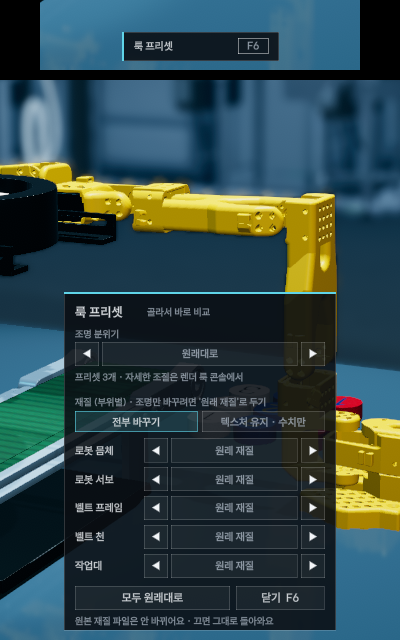 룩 프리셋 F6
룩 프리셋 골라서 바로 비교
조명 분위기
◀ 원래대로 ▶
프리셋 3개 · 자세한 조절은 렌더 룩 콘솔에서
재질 (부위별) · 조명만 바꾸려면 '원래 재질'로 두기
전부 바꾸기 텍스처 유지 · 수치만
로봇 몸체 ◀ 원래 재질 ▶
로봇 서보 ◀ 원래 재질 ▶
벨트 프레임 ◀ 원래 재질 ▶
벨트 천 ◀ 원래 재질 ▶
작업대 ◀ 원래 재질 ▶
모두 원래대로 닫기 F6
원본 재질 파일은 안 바뀌어요 · 끄면 그대로 돌아와요